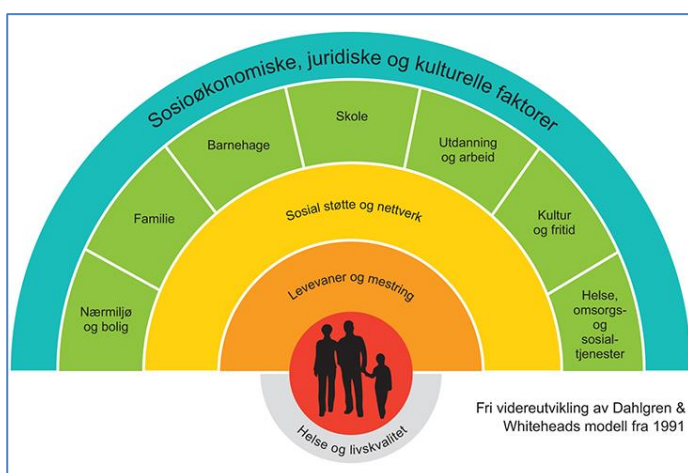 Sosioøkonomiske, juridiske og kulturelle faktorer
Nærmiljø
og bolig
Familie
Barnehage
Skole
Utdanning
og arbeid
Kultur
og fritid
Helse,
omsorgs-
og
sosial-
tjenester
Sosial støtte og nettverk
Levevaner og mestring
Helse og livskvalitet
Fri videreutvikling av Dahlgren &
Whiteheads modell fra 1991